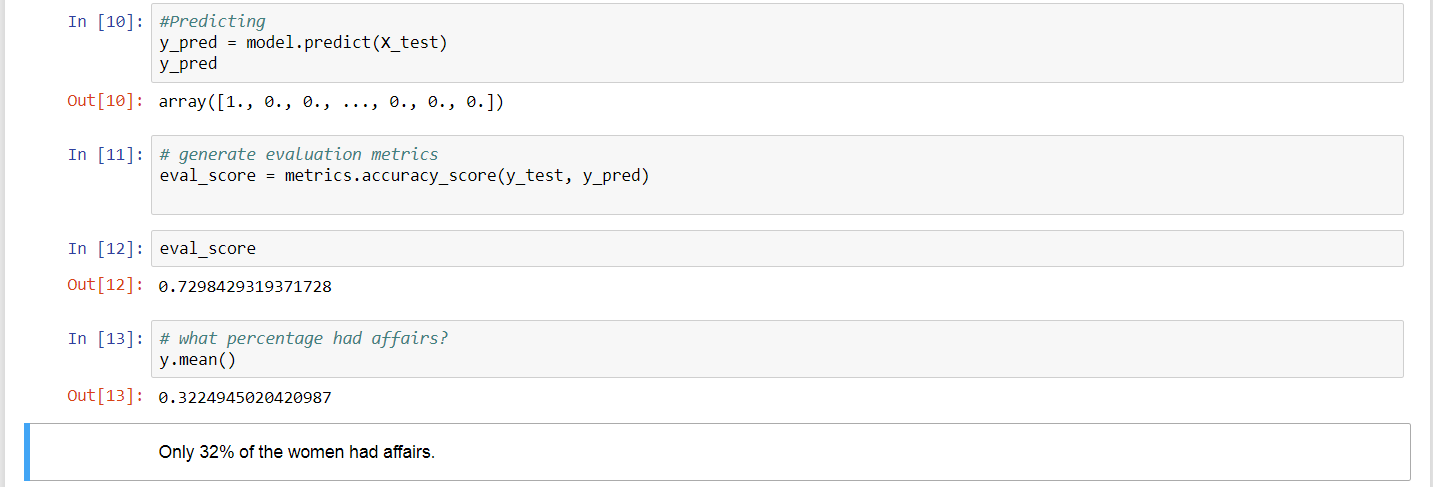 In [10]: #Predicting
y_pred = model.predict(X_test)
y_pred
Out[10]: array([1., 0., 0., ..., 0., 0., 0.])
In [11]: # generate evaluation metrics
eval_score = metrics.accuracy_score(y_test, y_pred)
In [12]: eval_score
Out[12]: 0.7298429319371728
In [13]: # what percentage had affairs?
y.mean()
Out[13]: 0.3224945020420987
Only 32% of the women had affairs.